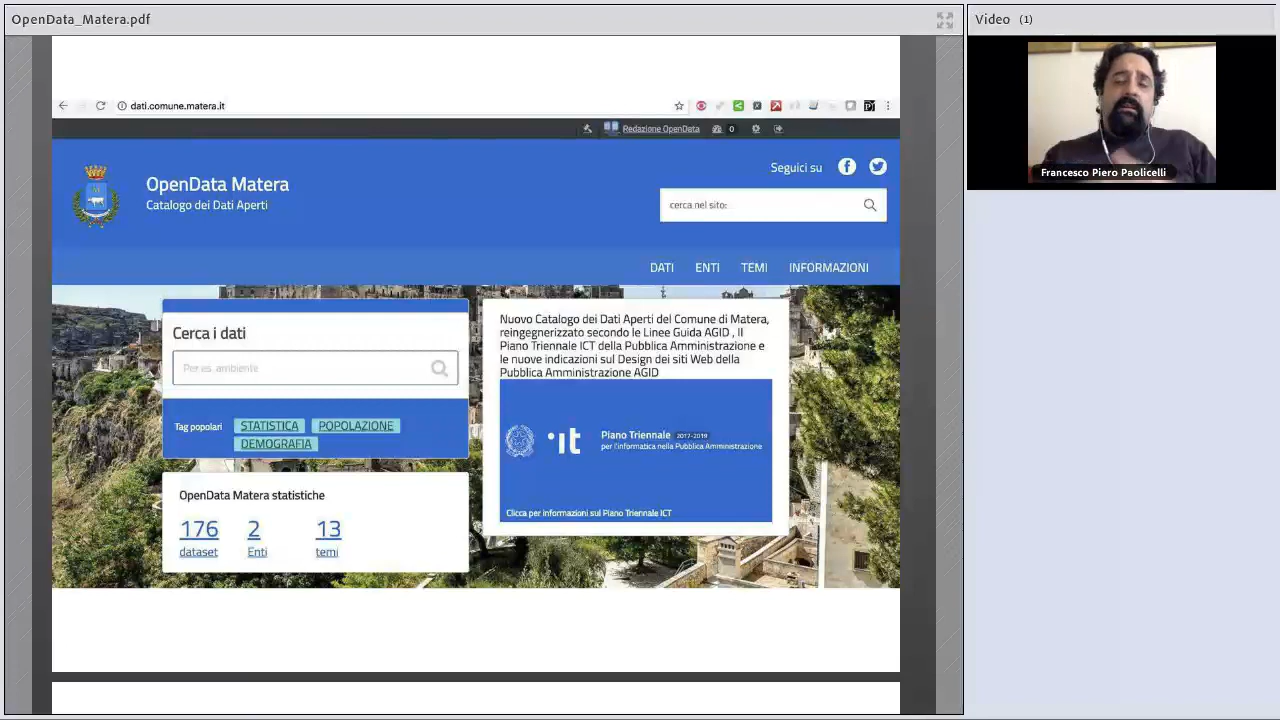 OpenData_Matera.pdf
Video (1)
Francesco Piero Paolicelli
dati.comune.matera.it
Redazione OpenData 0
OpenData Matera
Catalogo dei Dati Aperti
Seguici su
cerca nel sito:
DATI ENTI TEMI INFORMAZIONI
Cerca i dati
Per es. ambiente
Tag popolari STATISTICA POPOLAZIONE
DEMOGRAFIA
OpenData Matera statistiche
176 2 13
dataset Enti temi
Nuovo Catalogo dei Dati Aperti del Comune di Matera,
reingegnerizzato secondo le Linee Guida AGID , Il
Piano Triennale ICT della Pubblica Amministrazione e
le nuove indicazioni sul Design dei siti Web della
Pubblica Amministrazione AGID
.it
Piano Triennale 2017-2019
per l'informatica nella Pubblica Amministrazione
Clicca per informazioni sul Piano Triennale ICT